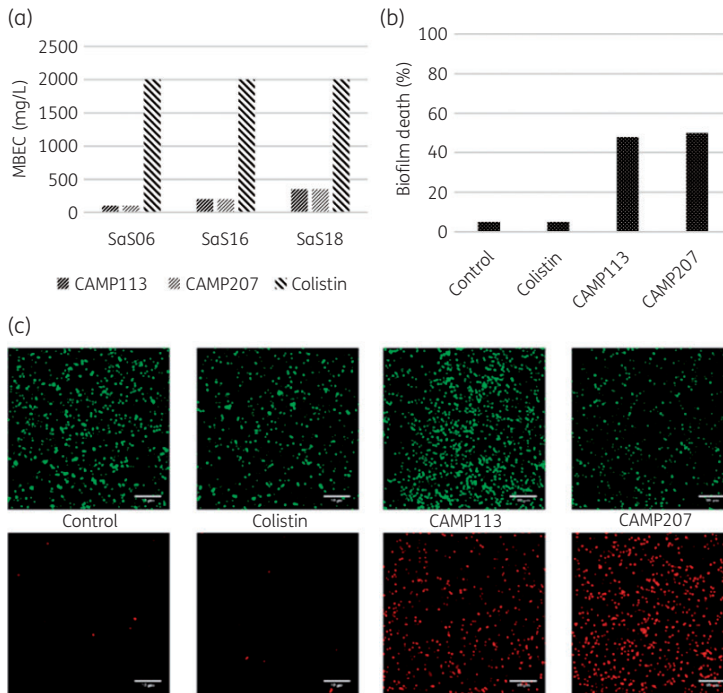 (a)
2500
2000
1500
1000
500
0
MBEC (mg/L)
SaS06 SaS16 SaS18
CAMP113 CAMP207 Colistin
(b)
100
80
60
40
20
0
Biofilm death (%)
Control
Colistin
CAMP113
CAMP207
(c)
Control Colistin CAMP113 CAMP207